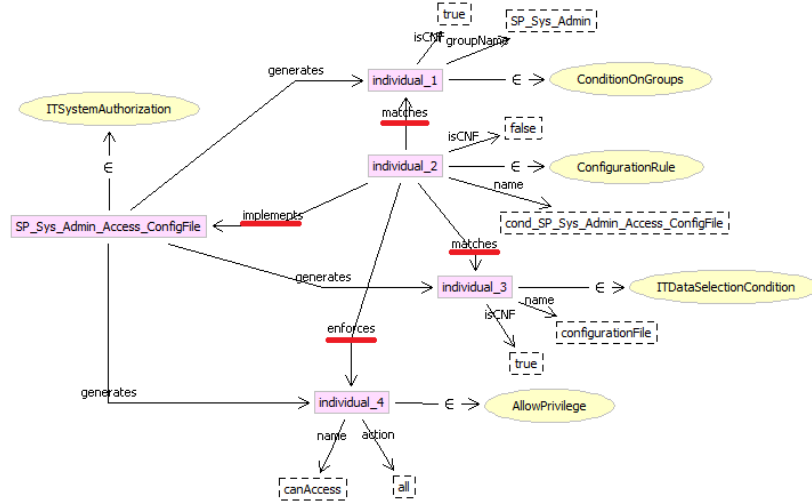 true
SP_Sys_Admin
isCNF
groupName
generates
individual_1
∈
ConditionOnGroups
ITSystemAuthorization
matches
false
isCNF
∈
individual_2
∈
ConfigurationRule
name
implements
cond_SP_Sys_Admin_Access_ConfigFile
SP_Sys_Admin_Access_ConfigFile
matches
generates
individual_3
∈
ITDataSelectionCondition
name
isCNF
configurationFile
enforces
true
generates
individual_4
∈
AllowPrivilege
name
action
canAccess
all